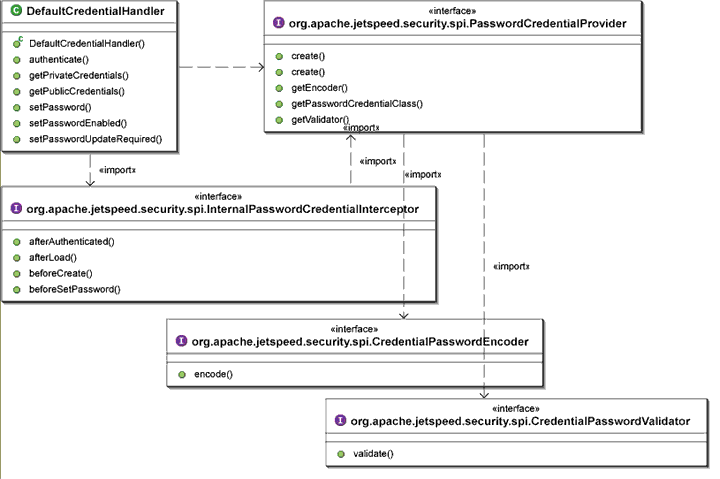 C DefaultCredentialHandler
C DefaultCredentialHandler()
authenticate()
getPrivateCredentials()
getPublicCredentials()
setPassword()
setPasswordEnabled()
setPasswordUpdateRequired()
«interface»
I org.apache.jetspeed.security.spi.PasswordCredentialProvider
create()
create()
getEncoder()
getPasswordCredentialClass()
getValidator()
«import»
«import»
«import»
«import»
«interface»
I org.apache.jetspeed.security.spi.InternalPasswordCredentialInterceptor
afterAuthenticated()
afterLoad()
beforeCreate()
beforeSetPassword()
«import»
«interface»
I org.apache.jetspeed.security.spi.CredentialPasswordEncoder
encode()
«interface»
I org.apache.jetspeed.security.spi.CredentialPasswordValidator
validate()